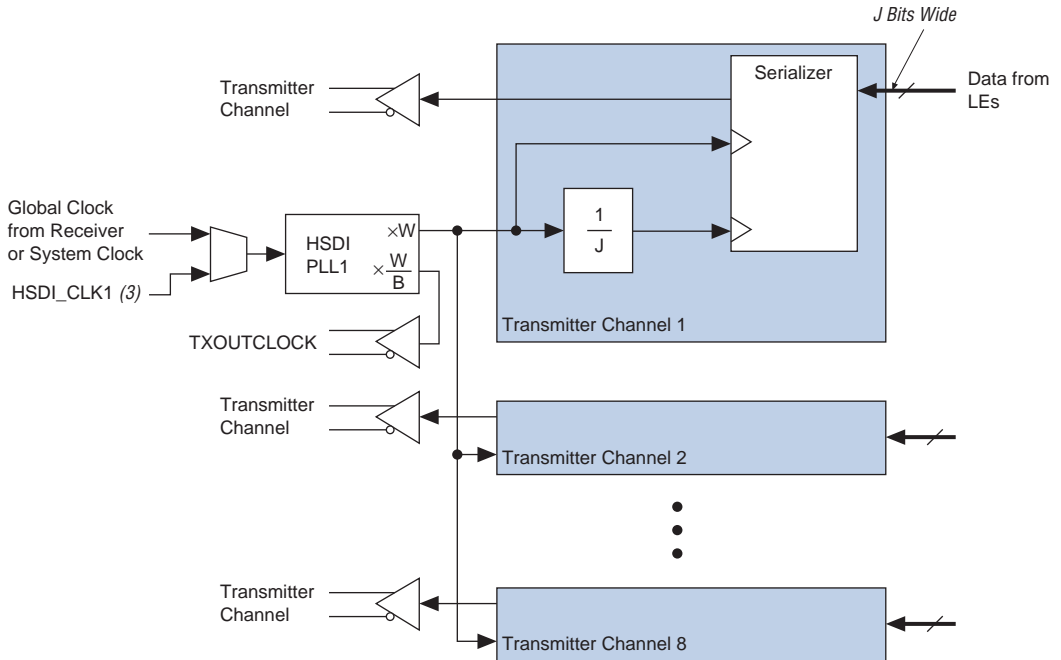 J Bits Wide
Serializer
Transmitter
Channel
Data from
LEs
Global Clock
from Receiver
or System Clock
HSDI_CLK1 (3)
HSDI
PLL1
×W
×W
B
1
J
Transmitter Channel 1
TXOUTCLOCK
Transmitter
Channel
Transmitter Channel 2
Transmitter
Channel
Transmitter Channel 8